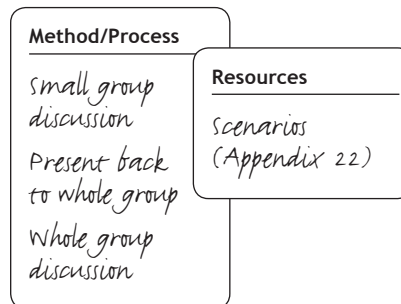 Method/Process
Small group
discussion
Present back
to whole group
Whole group
discussion
Resources
Scenarios
(Appendix 22)